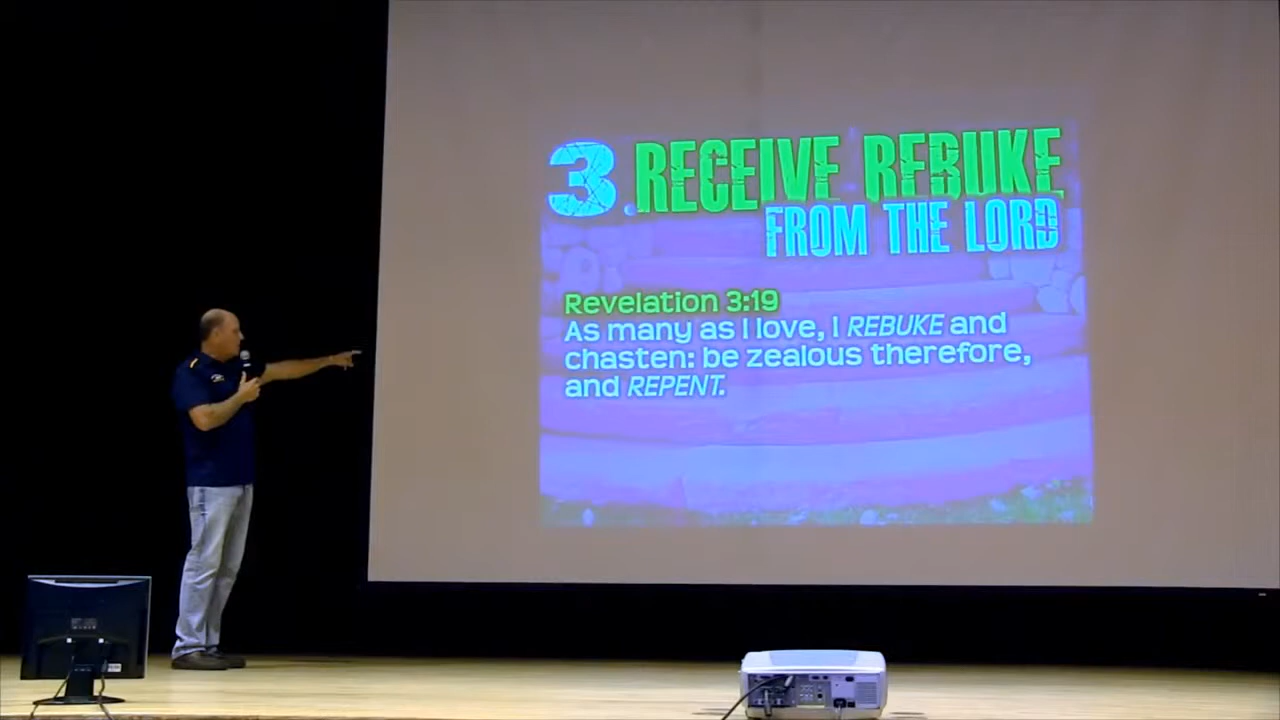 3. RECEIVE REBUKE
FROM THE LORD
Revelation 3:19
As many as I love, I REBUKE and
chasten: be zealous therefore,
and REPENT.